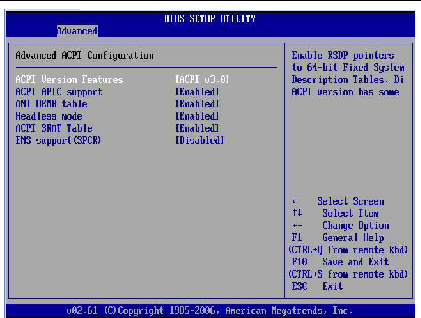 BIOS SETUP UTILITY
Advanced
Advanced ACPI Configuration
ACPI Version Features [ACPI v3.0]
ACPI APIC support [Enabled]
AMI OEMB table [Enabled]
Headless mode [Enabled]
ACPI SRAT Table [Enabled]
EMS support(SPCR) [Disabled]
Enable RSDP pointers
to 64-bit Fixed System
Description Tables. Di
ACPI version has some
Select Screen
↑↓ Select Item
+- Change Option
F1 General Help
(CTRL+Q from remote kbd)
F10 Save and Exit
(CTRL+S from remote kbd)
ESC Exit
v02.61 (C)Copyright 1985-2006, American Megatrends, Inc.